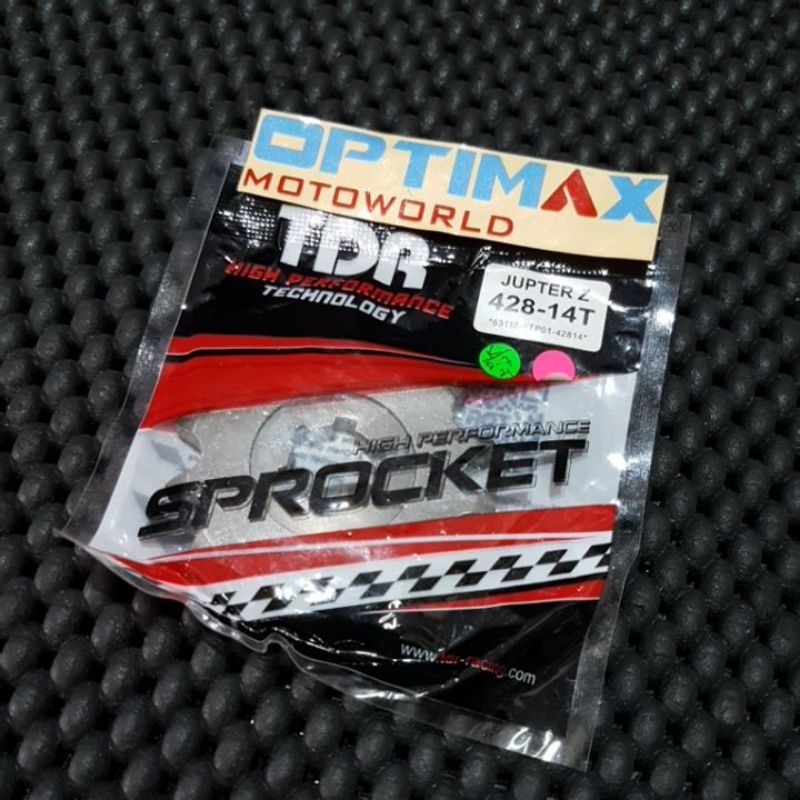 OPTIMAX
MOTOWORLD
TDR
HIGH PERFORMANCE
TECHNOLOGY
JUPTER Z
428-14T
HIGH PERFORMANCE
SPROCKET
www.tdr-racing.com